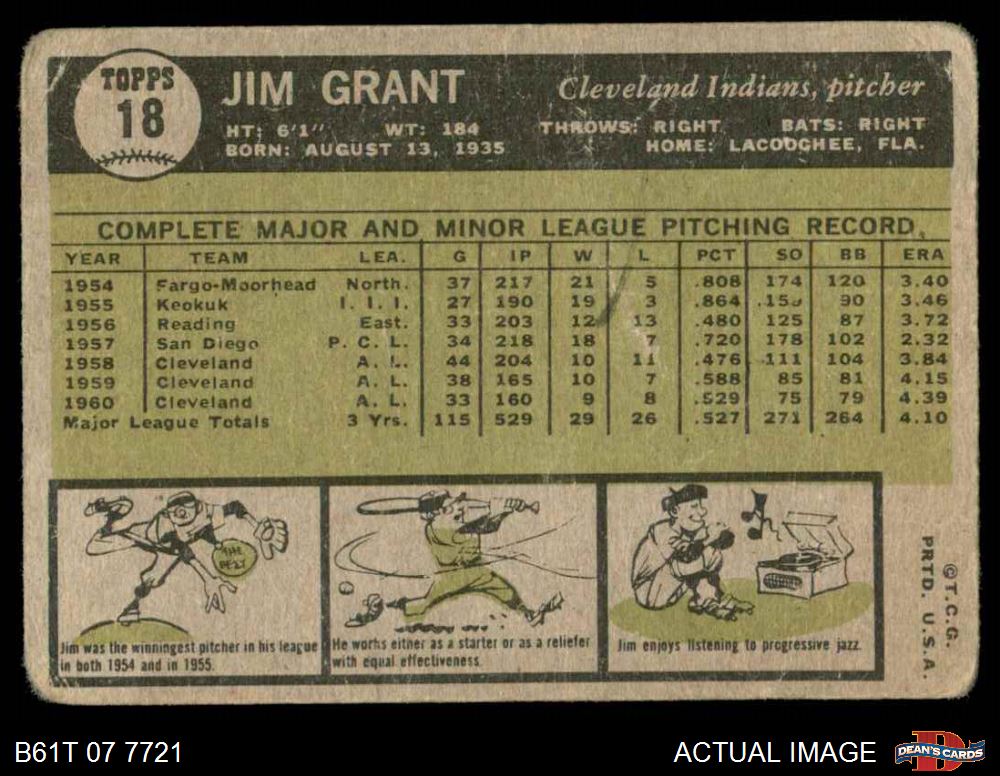 TOPPS
18
JIM GRANT
Cleveland Indians, pitcher
HT: 6'1" WT: 184 THROWS: RIGHT BATS: RIGHT
BORN: AUGUST 13, 1935 HOME: LACOOCHEE, FLA.
COMPLETE MAJOR AND MINOR LEAGUE PITCHING RECORD
YEAR TEAM LEA. G IP W L PCT SO BB ERA
1954 Fargo-Moorhead North. 37 217 21 5 .808 174 120 3.40
1955 Keokuk I. I. I. 27 190 19 3 .864 90 3.46
1956 Reading East. 33 203 12 13 .480 125 87 3.72
1957 San Diego P. C. L. 34 218 18 7 .720 178 102 2.32
1958 Cleveland A. L. 44 204 10 11 .476 111 104 3.84
1959 Cleveland A. L. 38 165 10 7 .588 85 81 4.15
1960 Cleveland A. L. 33 160 9 8 .529 75 79 4.39
Major League Totals 3 Yrs. 115 529 29 26 .527 271 264 4.10
THE
BEST
Jim was the winningest pitcher in his league
in both 1954 and in 1955.
He works either as a starter or as a reliefer
with equal effectiveness.
Jim enjoys listening to progressive jazz.
©T.C.G.
PRTD. U.S.A.
B61T 07 7721
ACTUAL IMAGE
D
DEAN'S CARDS